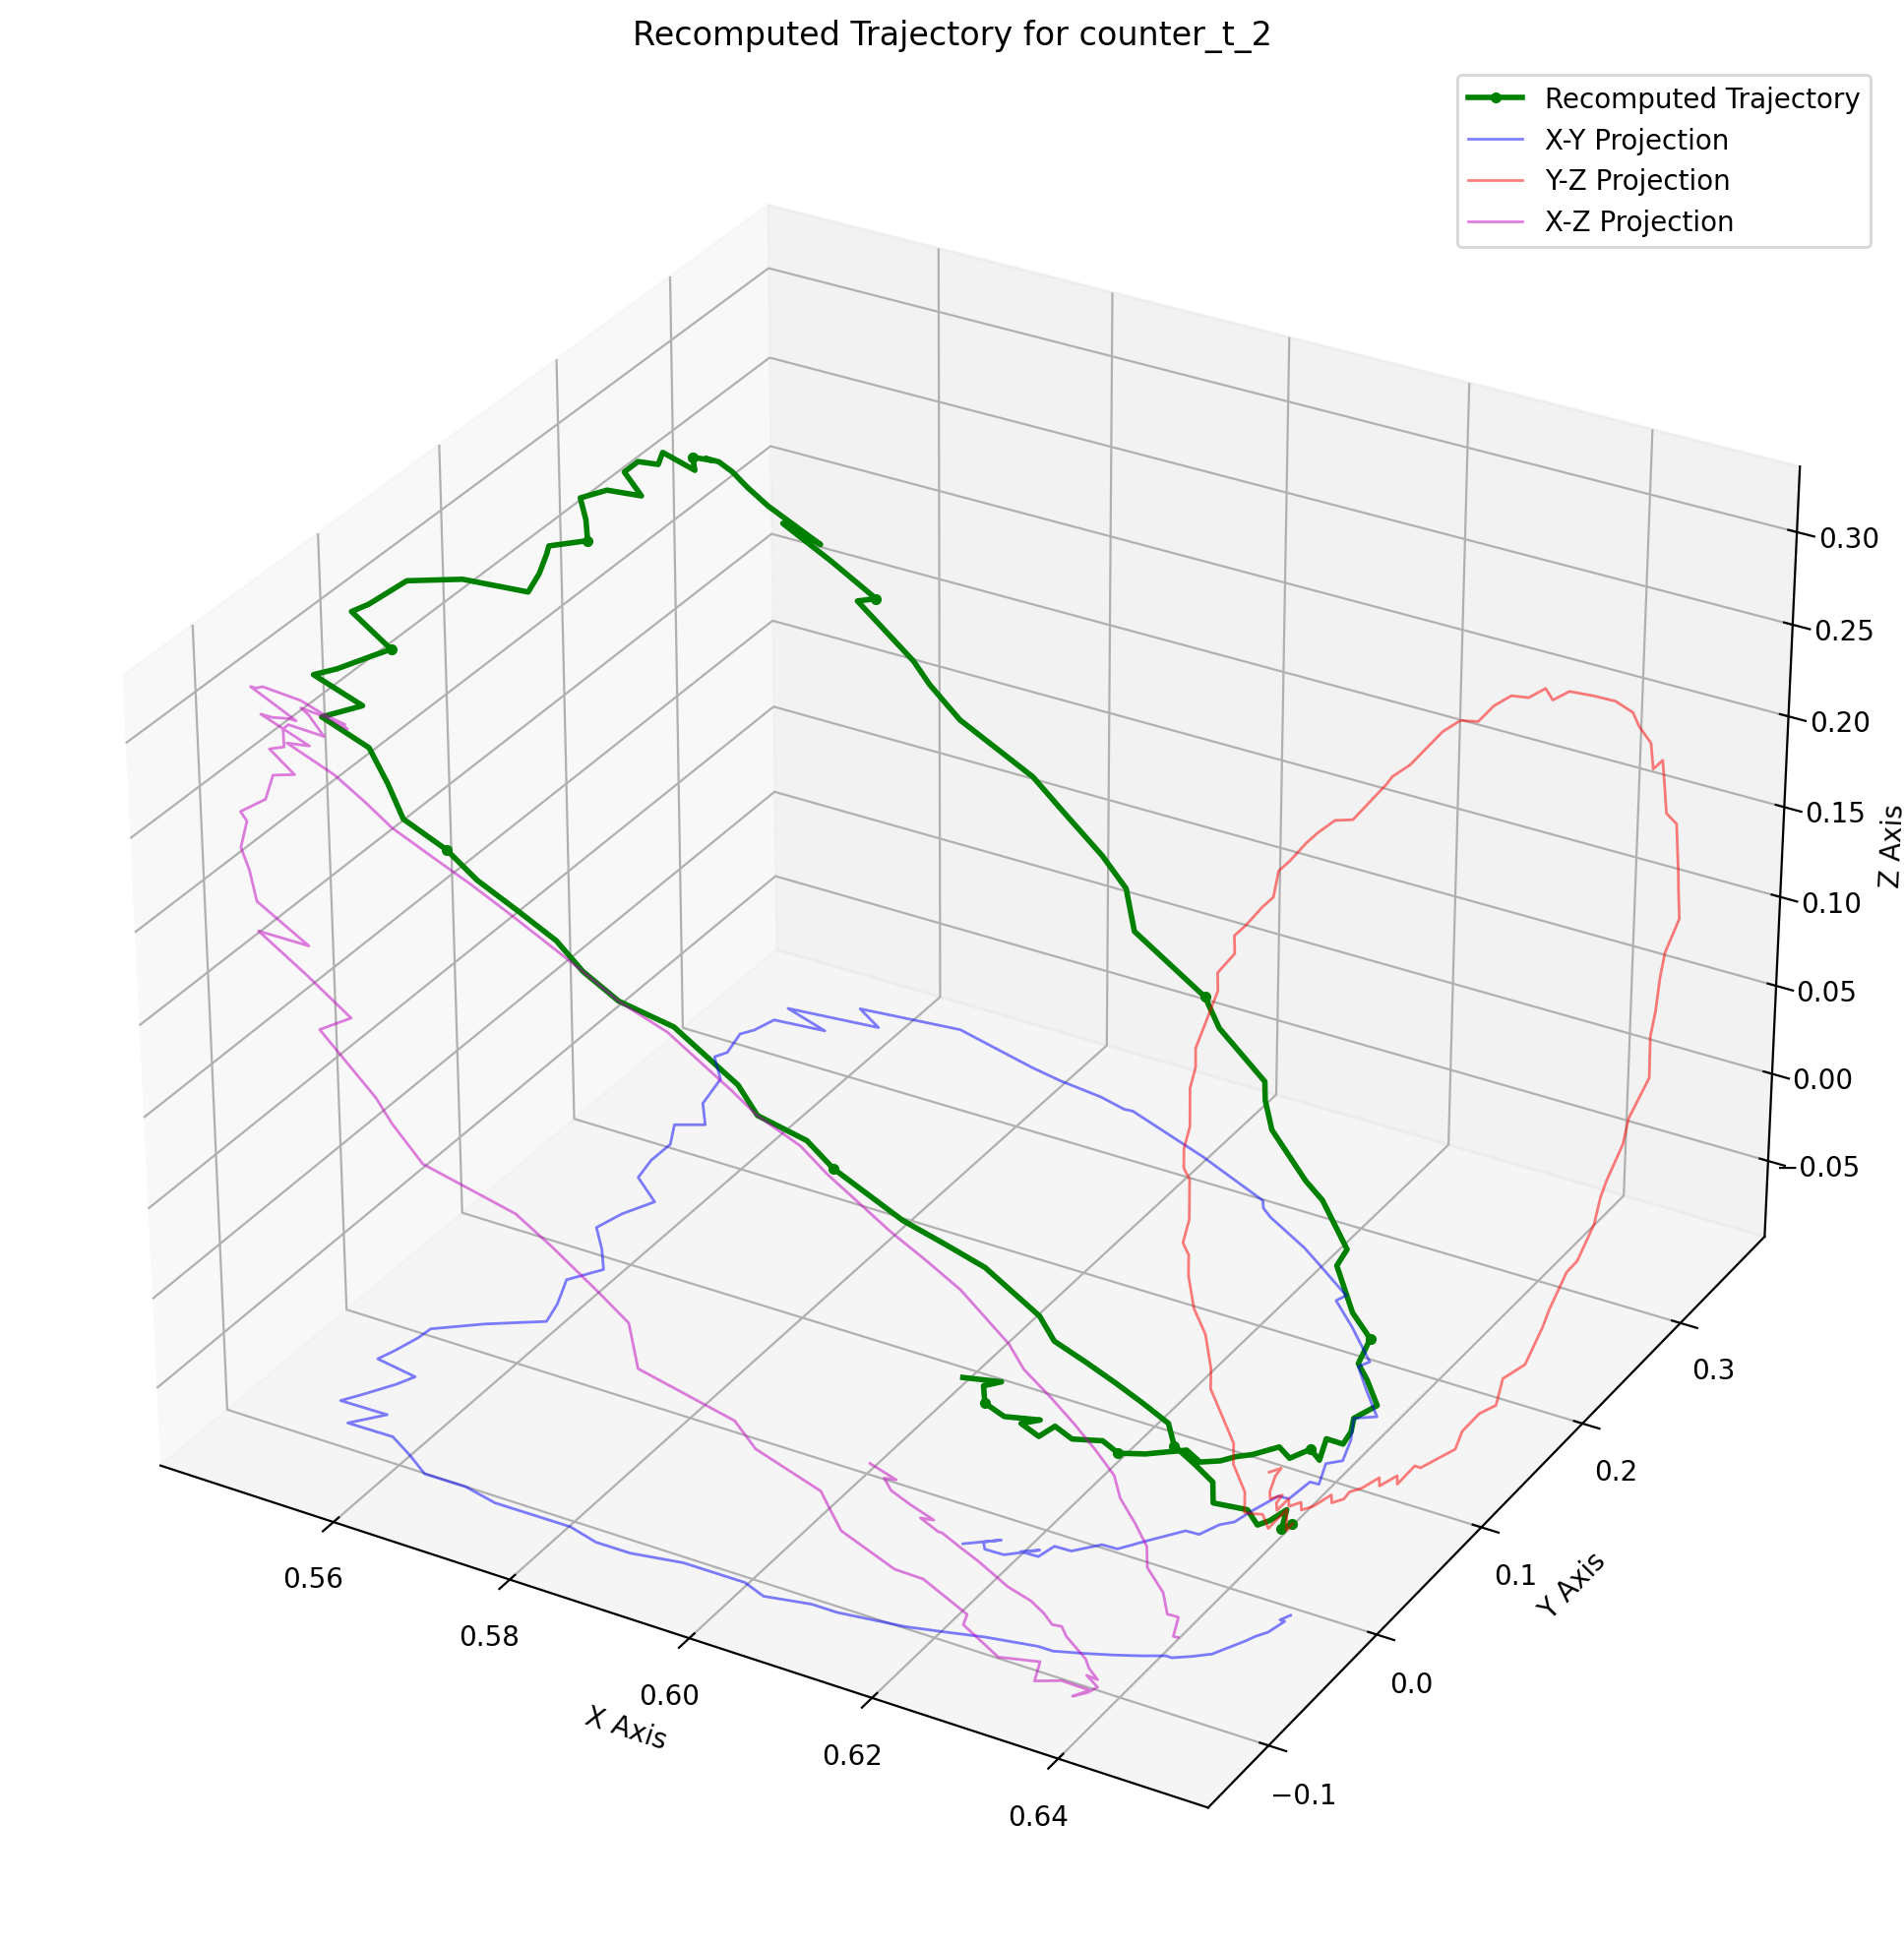 Recomputed Trajectory for counter_t_2
Recomputed Trajectory
X-Y Projection
Y-Z Projection
X-Z Projection
0.30
0.25
0.20
0.15
0.10
0.05
0.00
−0.05
Z Axis
0.3
0.2
0.1
0.0
−0.1
Y Axis
0.56
0.58
0.60
0.62
0.64
X Axis